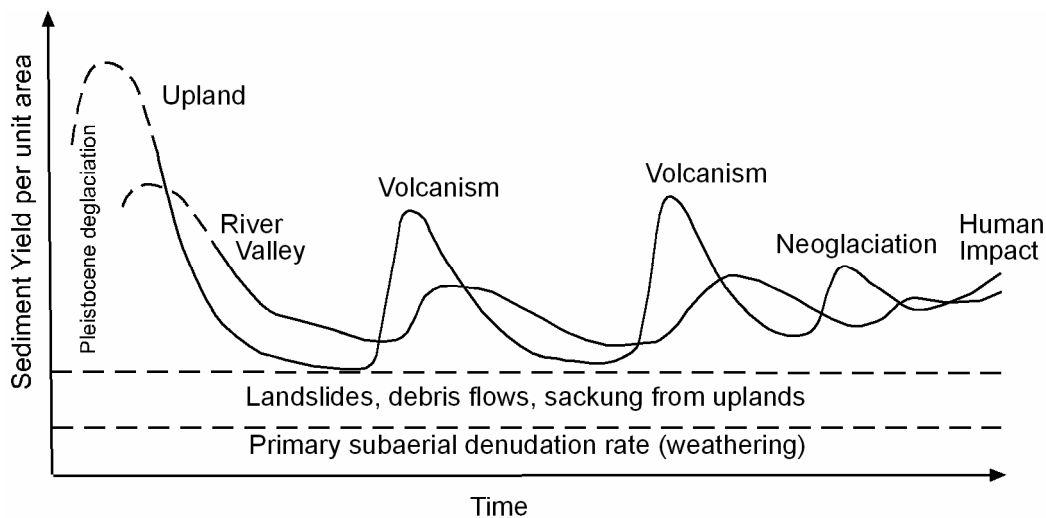 Sediment Yield per unit area
Pleistocene deglaciation
Upland
River
Valley
Volcanism
Volcanism
Neoglaciation
Human
Impact
Landslides, debris flows, sackung from uplands
Primary subaerial denudation rate (weathering)
Time